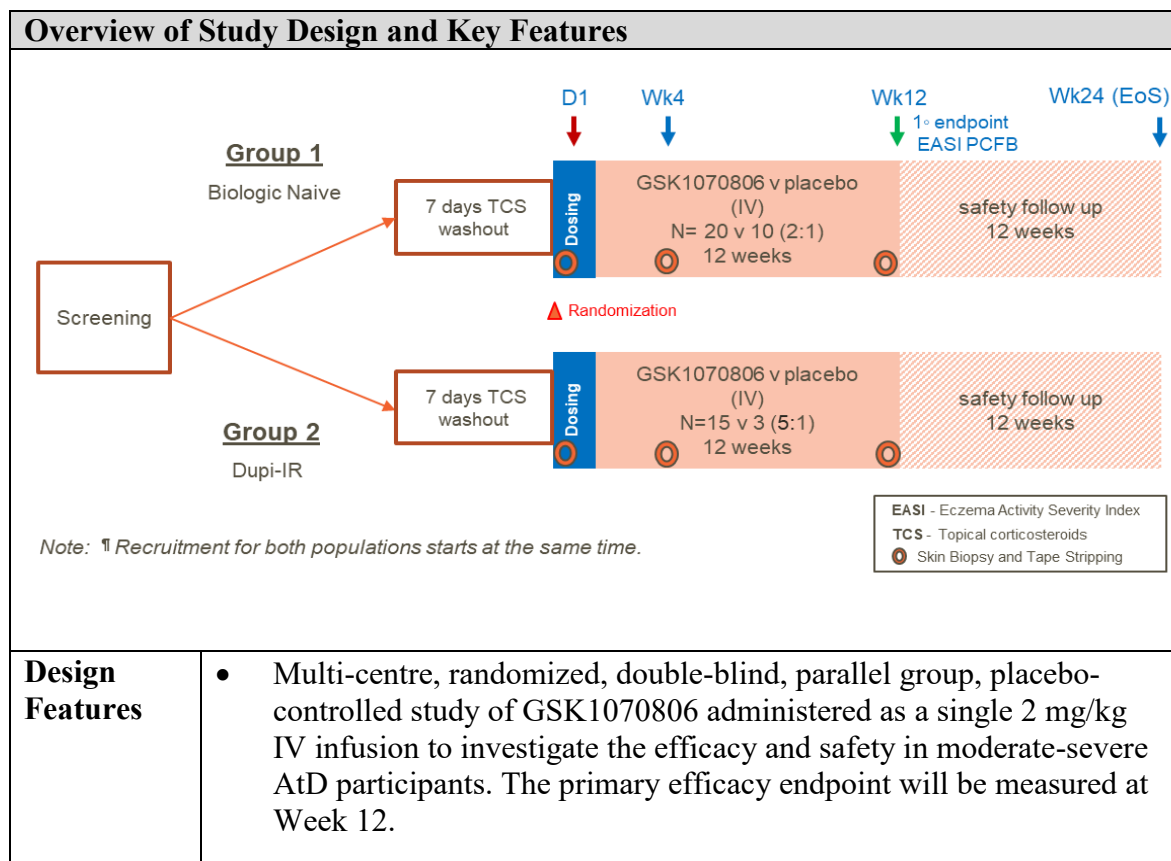 Overview of Study Design and Key Features
D1
Wk4
Wk12
Wk24 (EoS)
1◦ endpoint
EASI PCFB
Group 1
Biologic Naive
7 days TCS
washout
Dosing
GSK1070806 v placebo
(IV)
N= 20 v 10 (2:1)
12 weeks
safety follow up
12 weeks
Screening
Randomization
Group 2
Dupi-IR
7 days TCS
washout
Dosing
GSK1070806 v placebo
(IV)
N=15 v 3 (5:1)
12 weeks
safety follow up
12 weeks
EASI - Eczema Activity Severity Index
TCS - Topical corticosteroids
Skin Biopsy and Tape Stripping
Note: ¶ Recruitment for both populations starts at the same time.
Design
Features
• Multi-centre, randomized, double-blind, parallel group, placebo-
controlled study of GSK1070806 administered as a single 2 mg/kg
IV infusion to investigate the efficacy and safety in moderate-severe
AtD participants. The primary efficacy endpoint will be measured at
Week 12.